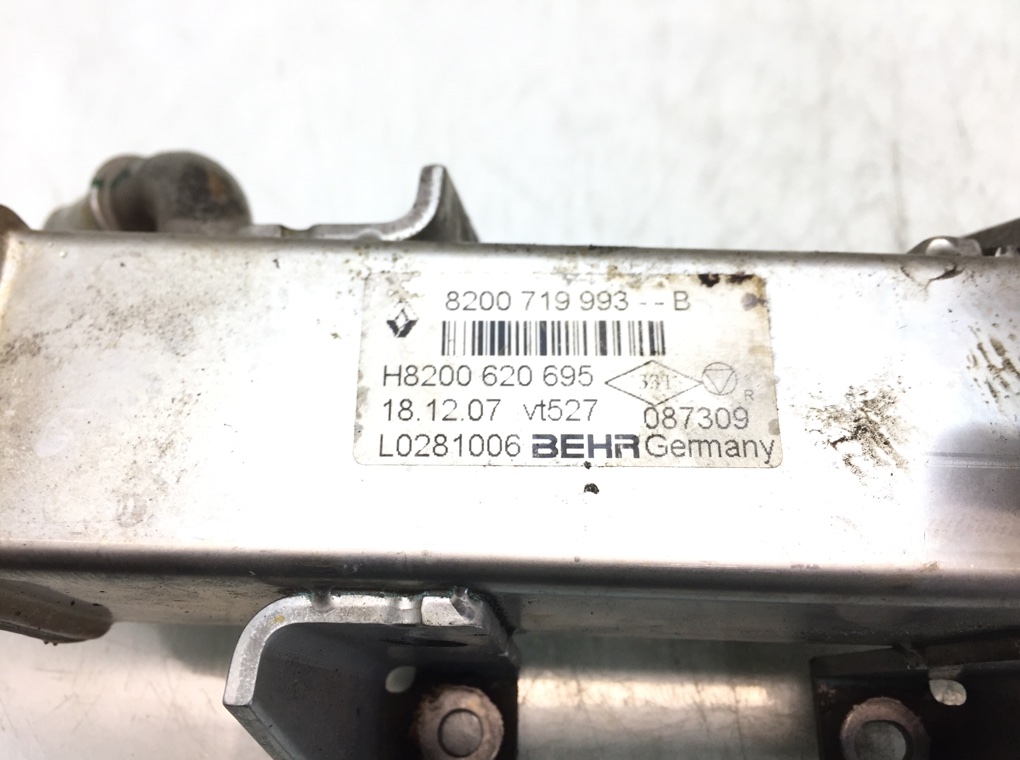 8200 719 993 -- B
H8200 620 695
R
18.12.07 vt527 087309
L0281006 BEHR Germany